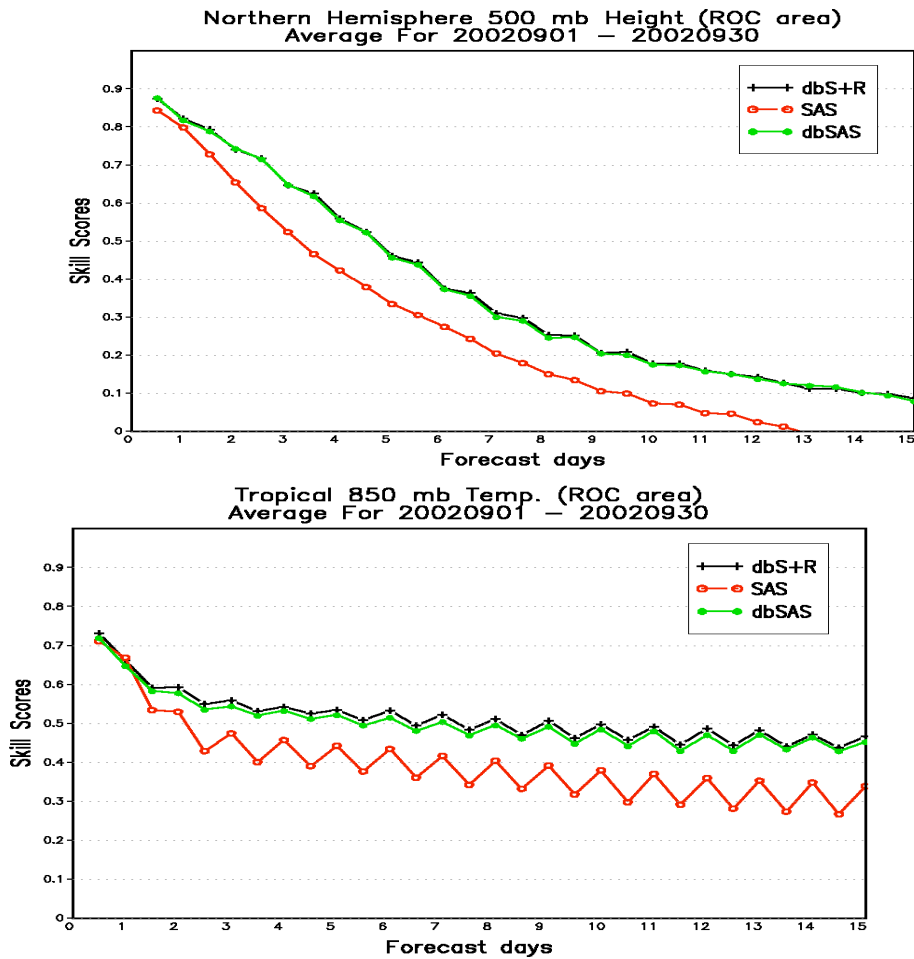 Northern Hemisphere 500 mb Height (ROC area)
Average For 20020901 – 20020930
Skill Scores
0.9
0.8
0.7
0.6
0.5
0.4
0.3
0.2
0.1
0
dbS+R
SAS
dbSAS
0 1 2 3 4 5 6 7 8 9 10 11 12 13 14 15
Forecast days
Tropical 850 mb Temp. (ROC area)
Average For 20020901 – 20020930
Skill Scores
0.9
0.8
0.7
0.6
0.5
0.4
0.3
0.2
0.1
0
dbS+R
SAS
dbSAS
0 1 2 3 4 5 6 7 8 9 10 11 12 13 14 15
Forecast days